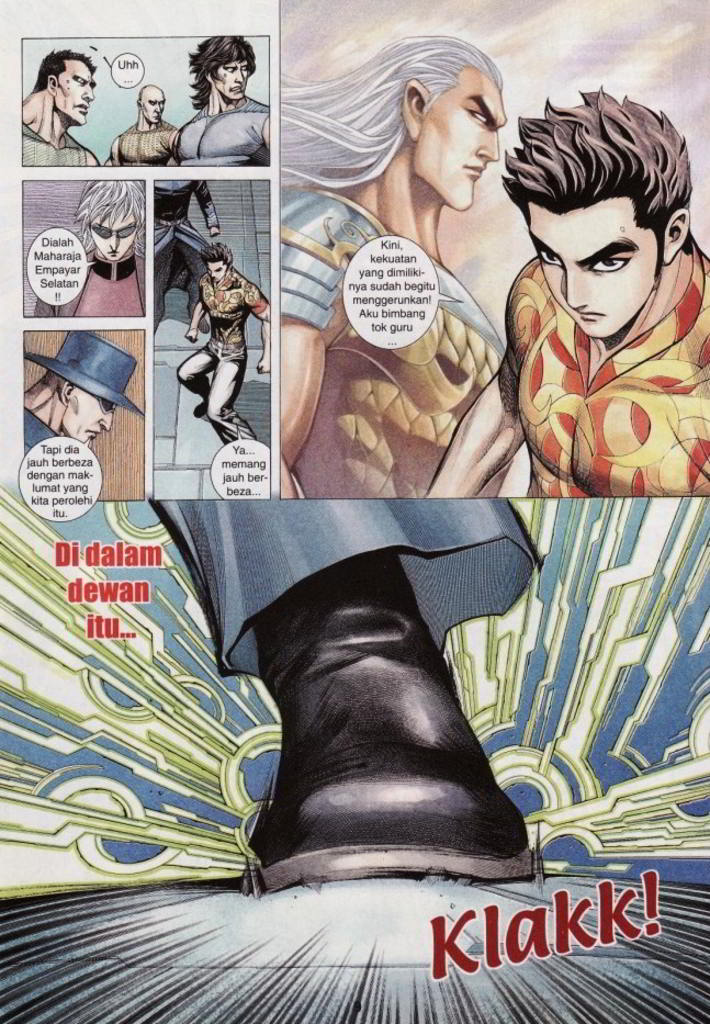 Uhh
...
Dialah
Maharaja
Empayar
Selatan
!!
Tapi dia
jauh berbeza
dengan mak-
lumat yang
kita perolehi
itu.
Ya...
memang
jauh ber-
beza...
Kini,
kekuatan
yang dimiliki-
nya sudah begitu
menggerunkan!
Aku bimbang
tok guru
...
Di dalam
dewan
itu...
Klakk!